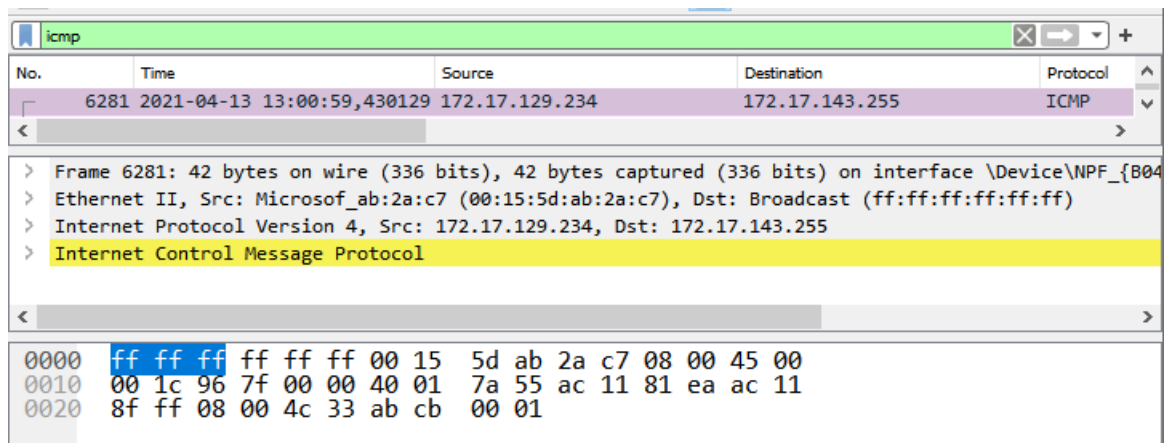 icmp
No. Time Source Destination Protocol
6281 2021-04-13 13:00:59,430129 172.17.129.234 172.17.143.255 ICMP
> Frame 6281: 42 bytes on wire (336 bits), 42 bytes captured (336 bits) on interface \Device\NPF_{B04
> Ethernet II, Src: Microsof_ab:2a:c7 (00:15:5d:ab:2a:c7), Dst: Broadcast (ff:ff:ff:ff:ff:ff)
> Internet Protocol Version 4, Src: 172.17.129.234, Dst: 172.17.143.255
> Internet Control Message Protocol
0000 ff ff ff ff ff ff 00 15 5d ab 2a c7 08 00 45 00
0010 00 1c 96 7f 00 00 40 01 7a 55 ac 11 81 ea ac 11
0020 8f ff 08 00 4c 33 ab cb 00 01